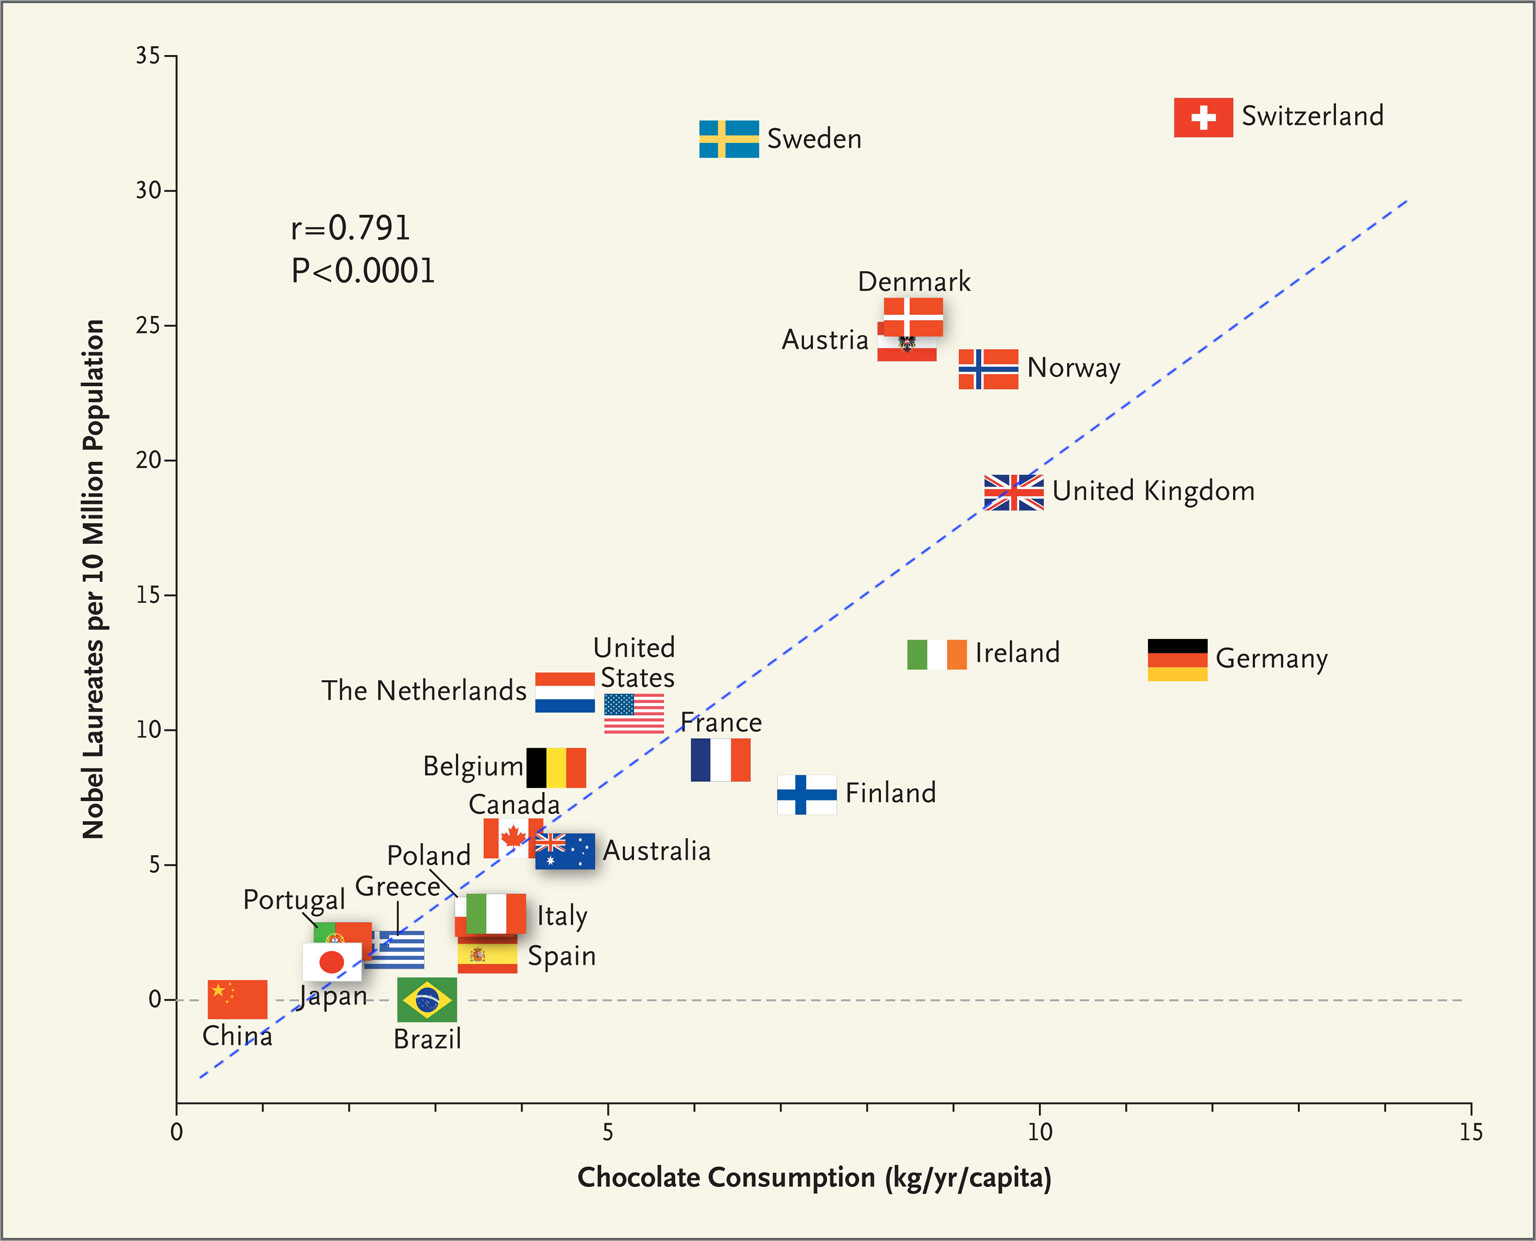 35
Switzerland
Sweden
30
r=0.791
P<0.0001
Denmark
25
Austria
Norway
20
United Kingdom
15
United
States
Ireland
Germany
The Netherlands
France
10
Belgium
Finland
Canada
Poland
Australia
5
Greece
Portugal
Italy
Spain
Japan
0
China
Brazil
Nobel Laureates per 10 Million Population
0
5
10
15
Chocolate Consumption (kg/yr/capita)